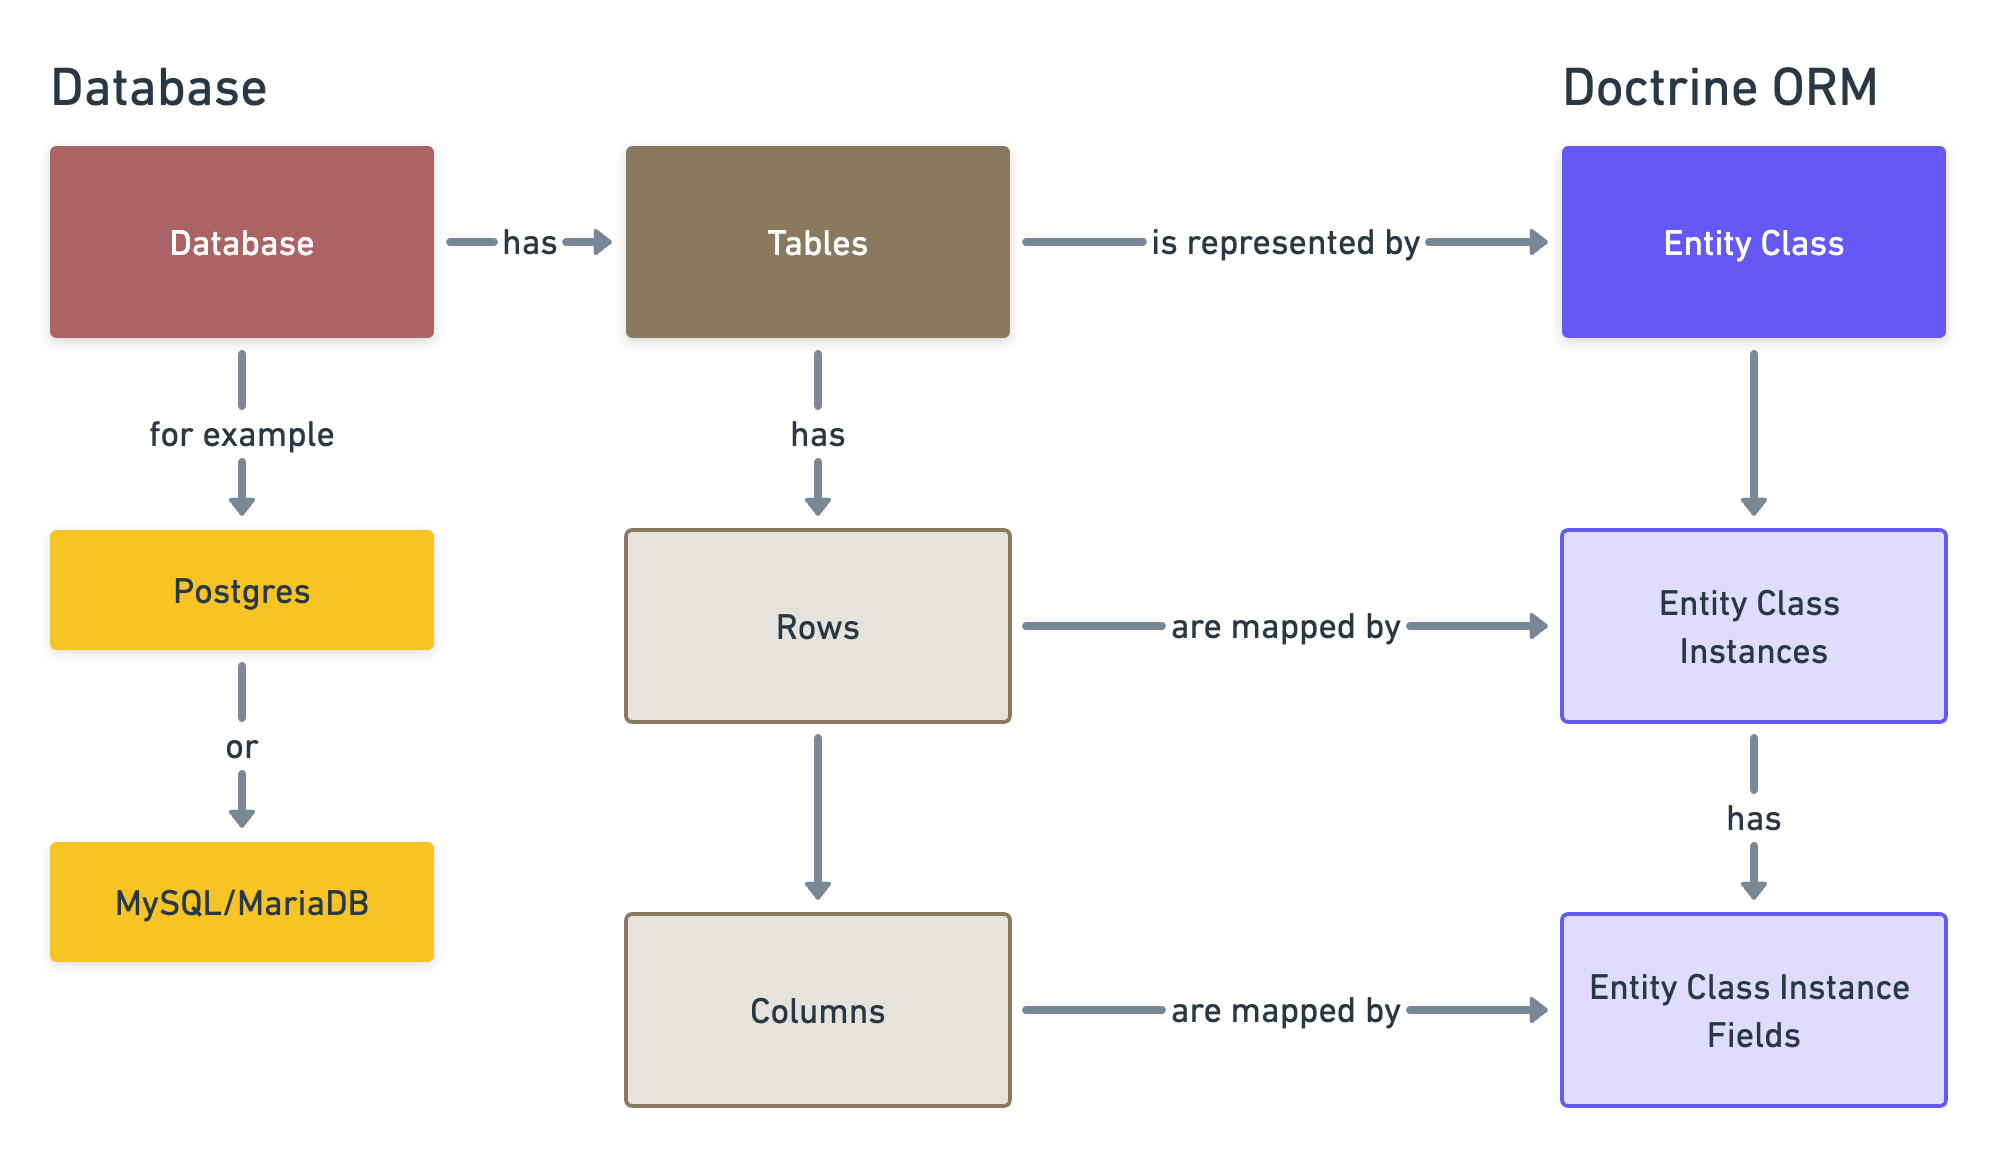 Database
Doctrine ORM
Database
has
Tables
is represented by
Entity Class
for example
has
Postgres
Rows
are mapped by
Entity Class
Instances
or
has
MySQL/MariaDB
Columns
are mapped by
Entity Class Instance
Fields